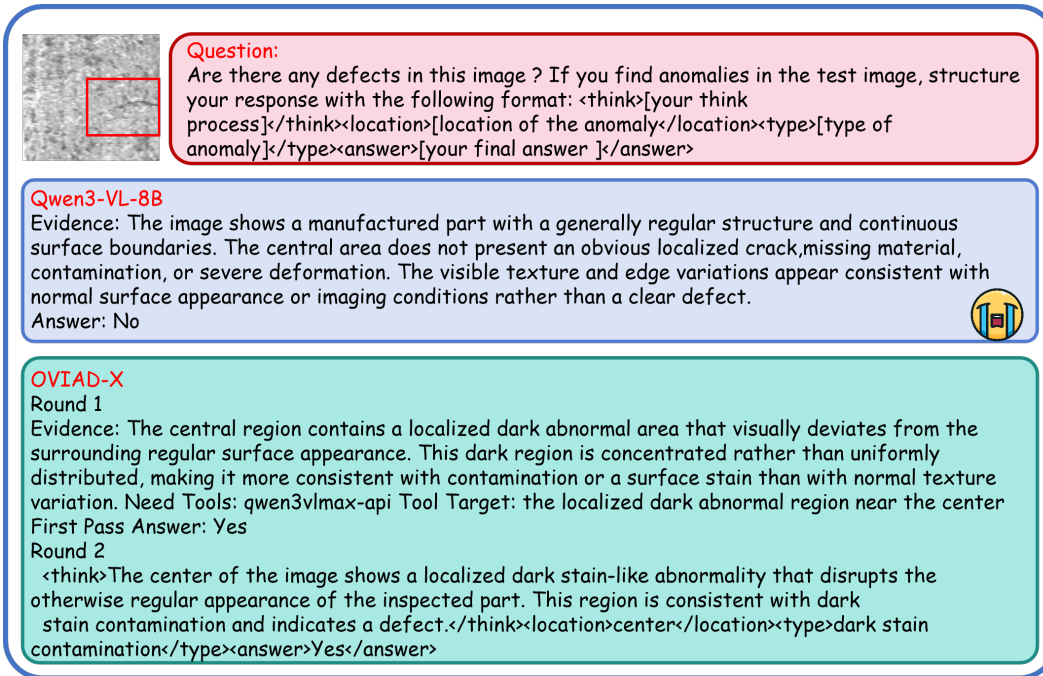 Question:
Are there any defects in this image ? If you find anomalies in the test image, structure
your response with the following format: <think>[your think
process]</think><location>[location of the anomaly</location><type>[type of
anomaly]</type><answer>[your final answer ]</answer>
Qwen3-VL-8B
Evidence: The image shows a manufactured part with a generally regular structure and continuous
surface boundaries. The central area does not present an obvious localized crack,missing material,
contamination, or severe deformation. The visible texture and edge variations appear consistent with
normal surface appearance or imaging conditions rather than a clear defect.
Answer: No
OVIAD-X
Round 1
Evidence: The central region contains a localized dark abnormal area that visually deviates from the
surrounding regular surface appearance. This dark region is concentrated rather than uniformly
distributed, making it more consistent with contamination or a surface stain than with normal texture
variation. Need Tools: qwen3vlmax-api Tool Target: the localized dark abnormal region near the center
First Pass Answer: Yes
Round 2
<think>The center of the image shows a localized dark stain-like abnormality that disrupts the
otherwise regular appearance of the inspected part. This region is consistent with dark
stain contamination and indicates a defect.</think><location>center</location><type>dark stain
contamination</type><answer>Yes</answer>